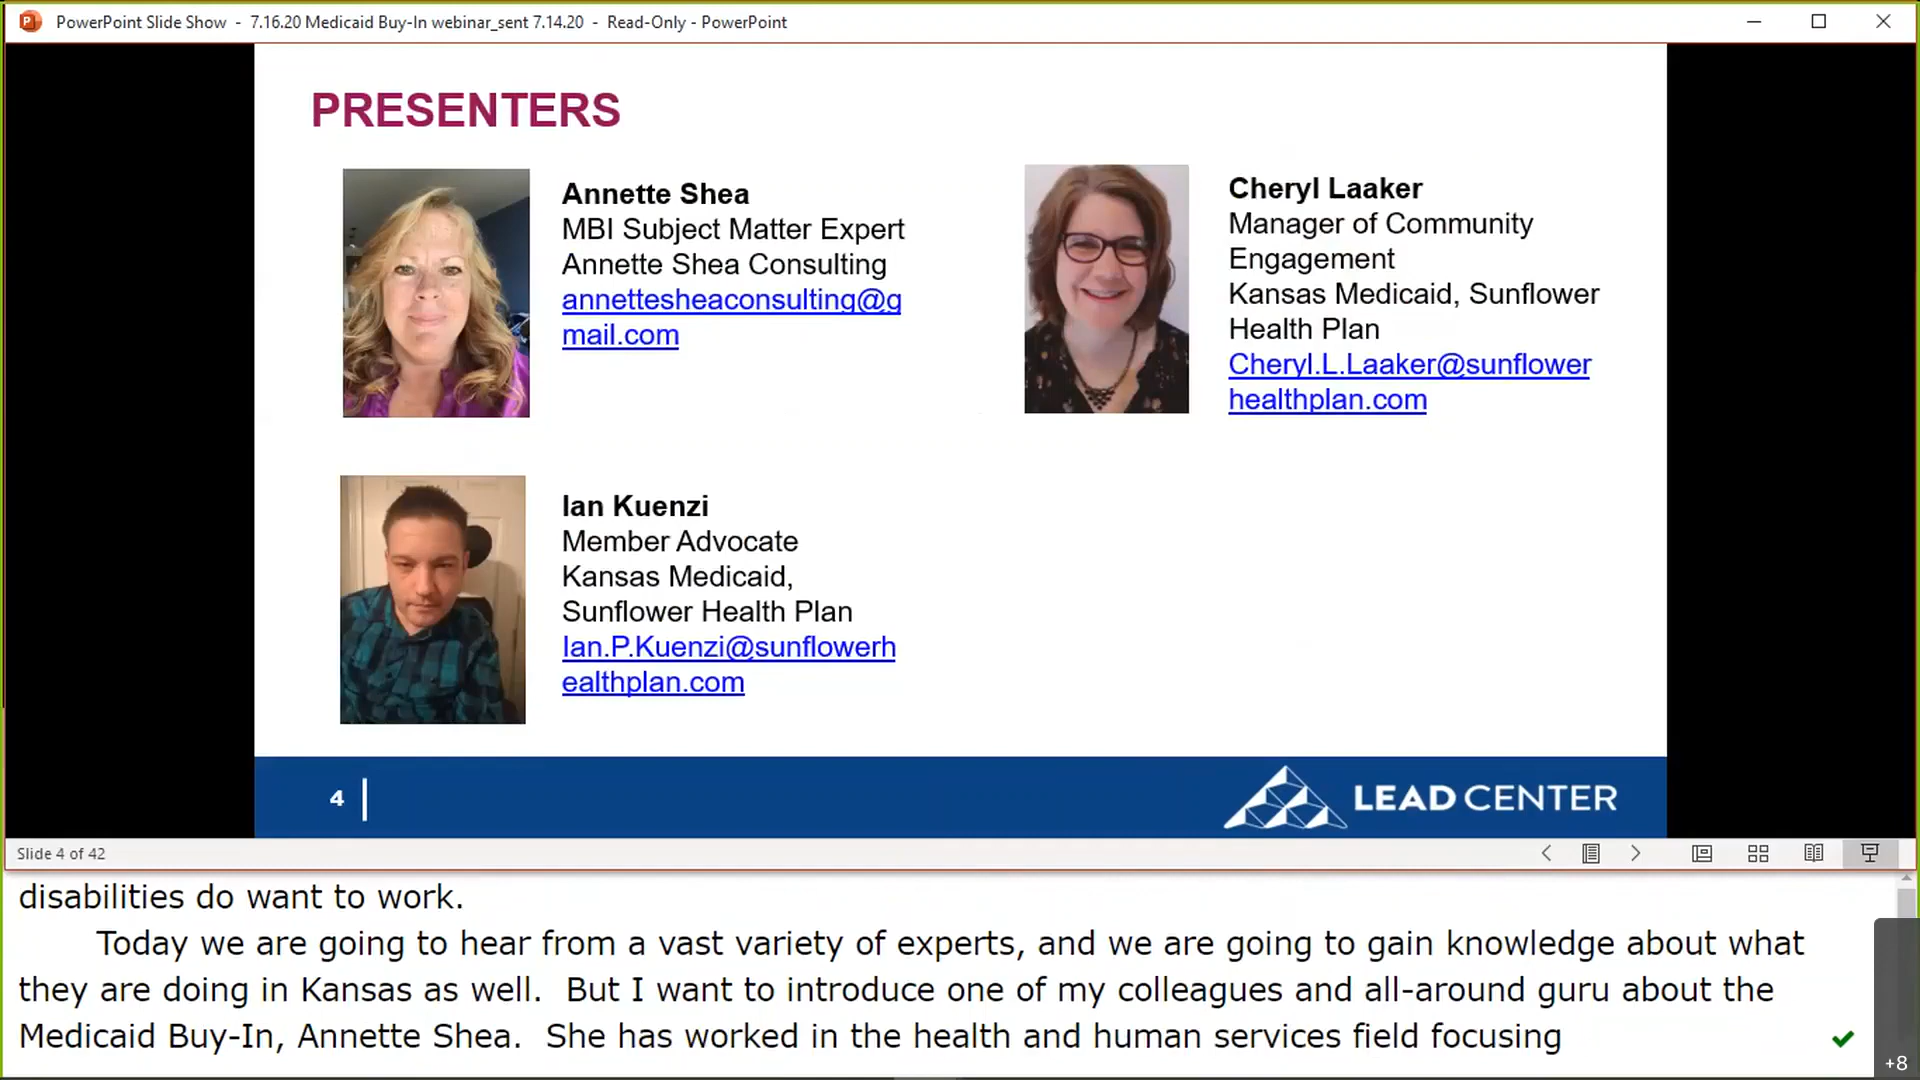 PowerPoint Slide Show - 7.16.20 Medicaid Buy-In webinar_sent 7.14.20 - Read-Only - PowerPoint
PRESENTERS
Annette Shea
MBI Subject Matter Expert
Annette Shea Consulting
annettesheaconsulting@g
mail.com
Cheryl Laaker
Manager of Community
Engagement
Kansas Medicaid, Sunflower
Health Plan
Cheryl.L.Laaker@sunflower
healthplan.com
Ian Kuenzi
Member Advocate
Kansas Medicaid,
Sunflower Health Plan
Ian.P.Kuenzi@sunflowerh
ealthplan.com
4
LEAD CENTER
Slide 4 of 42
disabilities do want to work.
Today we are going to hear from a vast variety of experts, and we are going to gain knowledge about what
they are doing in Kansas as well. But I want to introduce one of my colleagues and all-around guru about the
Medicaid Buy-In, Annette Shea. She has worked in the health and human services field focusing
+8